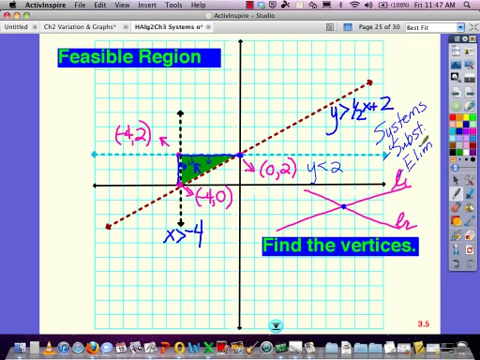 ActivInspire File Edit View Insert Tools Help
ActivInspire - Studio
(100%) Fri 11:47 AM
Untitled Ch2 Variation & Graphs* HAlg2Ch3 Systems o* Page 25 of 30 Best Fit
Feasible Region
y>½x+2
(-4,2)
Systems
Subst.
Elim
(0,2) y<2
(-4,0)
l₁
l₂
x>-4
Find the vertices.
3.5